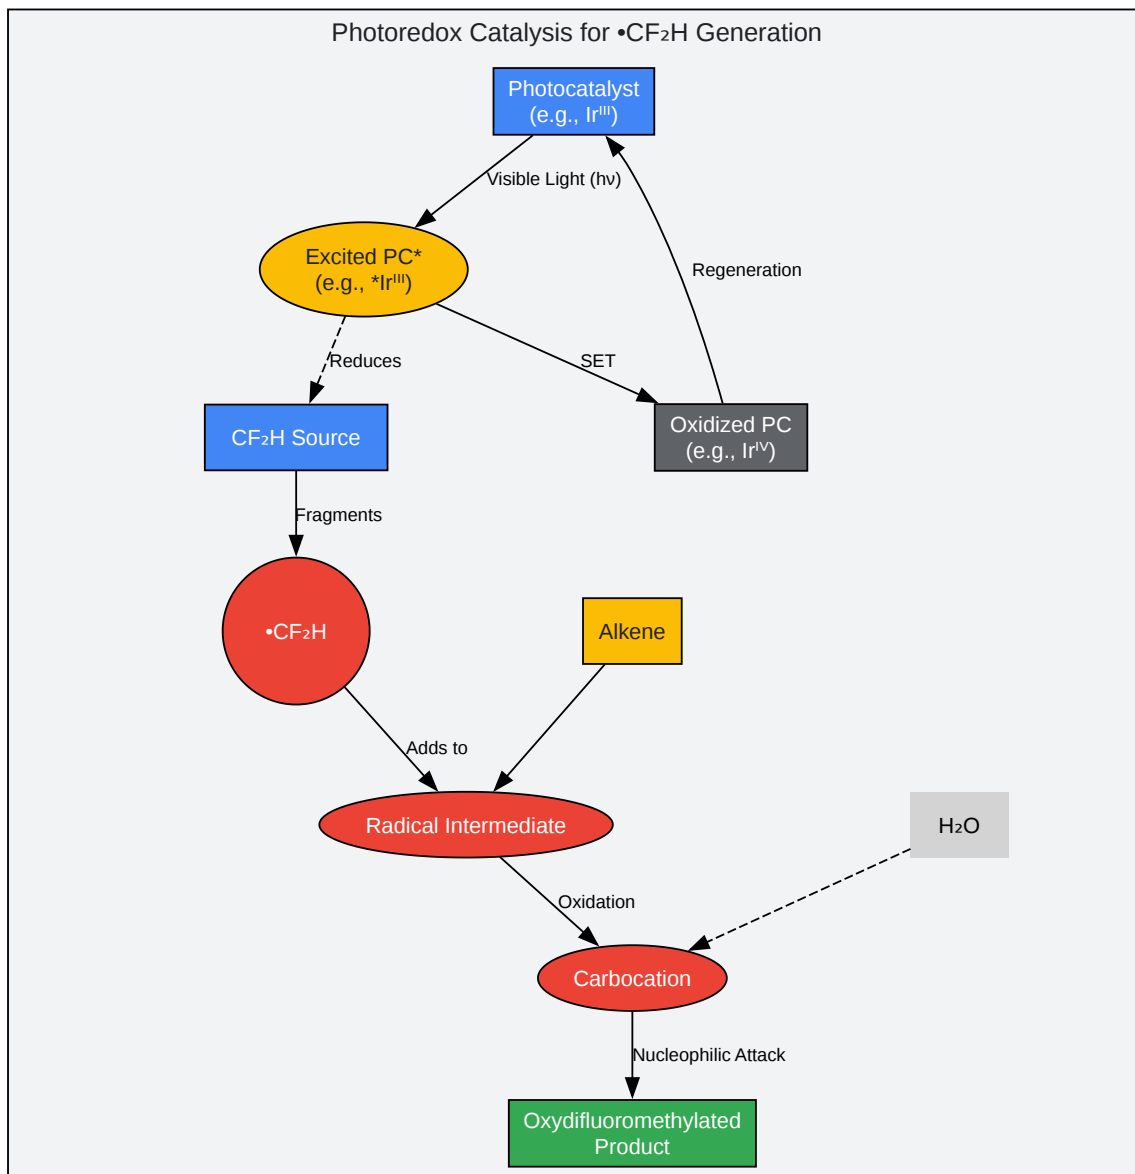 Photoredox Catalysis for •CF₂H Generation
Photocatalyst
(e.g., Irᴵᴵᴵ)
Visible Light (hν)
Excited PC*
(e.g., *Irᴵᴵᴵ)
Regeneration
Reduces
SET
CF₂H Source
Oxidized PC
(e.g., Irᴵⱽ)
Fragments
•CF₂H
Alkene
Adds to
Radical Intermediate
H₂O
Oxidation
Carbocation
Nucleophilic Attack
Oxydifluoromethylated
Product